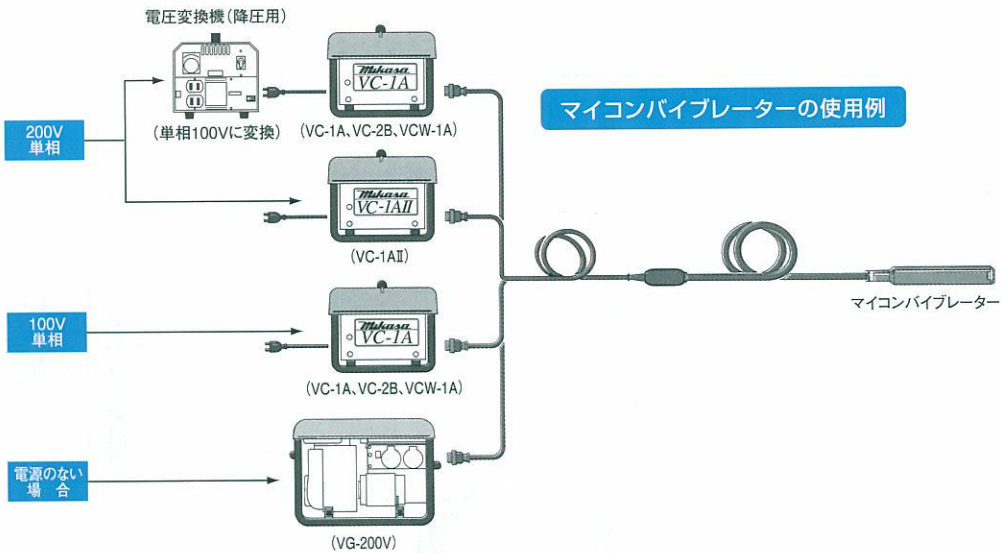 電圧変換機(降圧用)
Mikasa
VC-1A
(単相100Vに変換)
(VC-1A、VC-2B、VCW-1A)
マイコンバイブレーターの使用例
200V
単相
Mikasa
VC-1AII
(VC-1AII)
マイコンバイブレーター
100V
単相
Mikasa
VC-1A
(VC-1A、VC-2B、VCW-1A)
電源のない
場 合
(VG-200V)